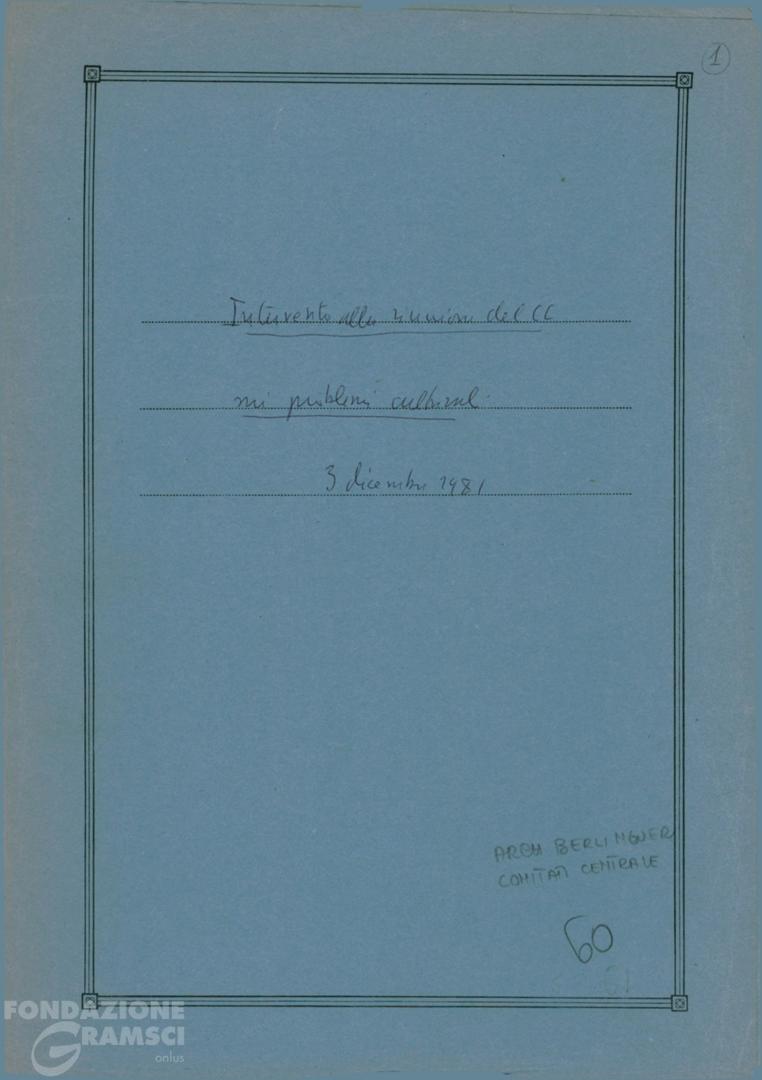 1
Intervento alla riunione del CC
sui problemi culturali
3 dicembre 1981
ARCH BERLINGUER
COMITATI CENTRALE
60
FONDAZIONE
GRAMSCI
onlus